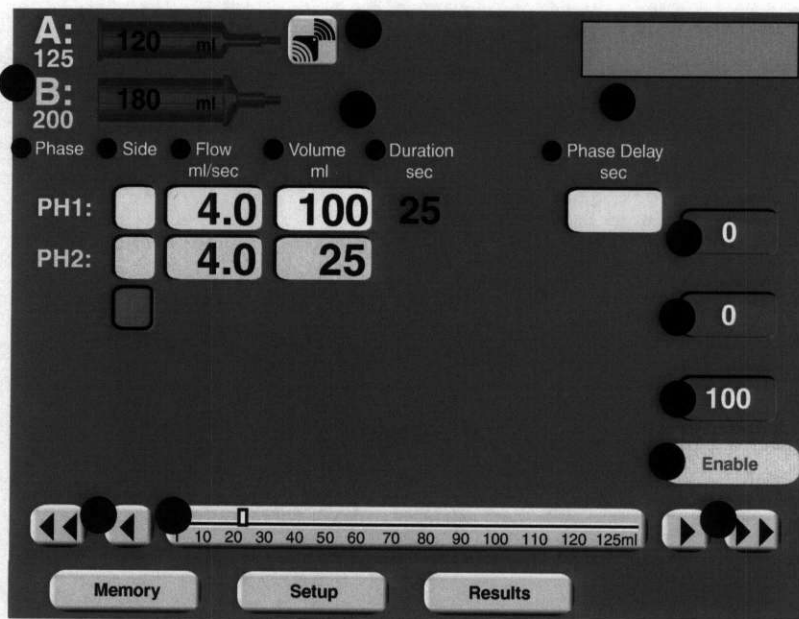 A:
125
120 ml
B:
200
180 ml
Phase Side Flow ml/sec Volume ml Duration sec Phase Delay sec
PH1: 4.0 100 25
0
PH2: 4.0 25
0
100
Enable
1 10 20 30 40 50 60 70 80 90 100 110 120 125ml
Memory Setup Results